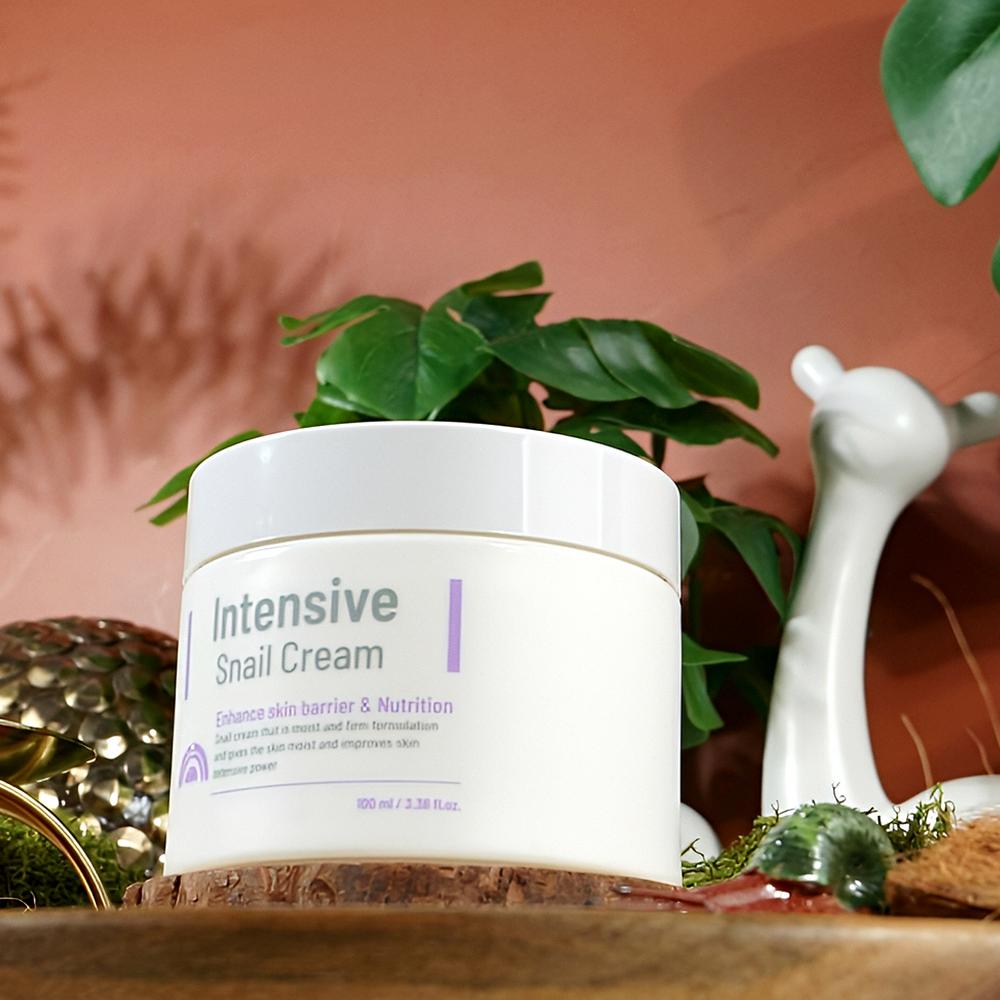 Intensive
Snail Cream
Enhance skin barrier & Nutrition
Snail cream that is moist and firm formulation
and gives the skin moist and improves skin
defensive power
100 ml / 3.38 fl.oz.